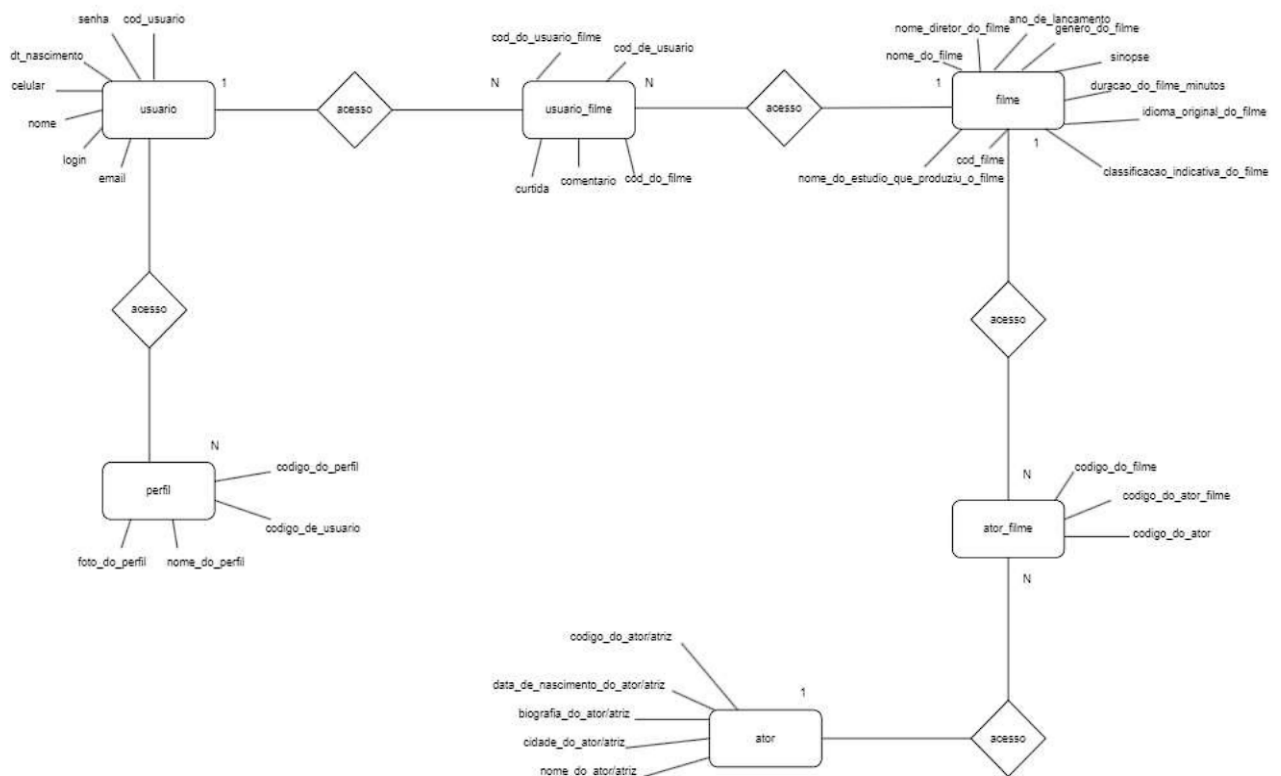 senha
cod_usuario
dt_nascimento
celular
1
usuario
nome
login
email
acesso
cod_do_usuario_filme
cod_de_usuario
N
N
usuario_filme
curtida
comentario
cod_do_filme
acesso
ano_de_lancamento
nome_diretor_do_filme
genero_do_filme
nome_do_filme
sinopse
1
filme
duracao_do_filme_minutos
idioma_original_do_filme
cod_filme
1
nome_do_estudio_que_produziu_o_filme
classificacao_indicativa_do_filme
acesso
acesso
N
codigo_do_perfil
perfil
codigo_de_usuario
foto_do_perfil
nome_do_perfil
codigo_do_filme
N
codigo_do_ator_filme
ator_filme
codigo_do_ator
N
codigo_do_ator/atriz
data_de_nascimento_do_ator/atriz
1
biografia_do_ator/atriz
ator
cidade_do_ator/atriz
nome_do_ator/atriz
acesso